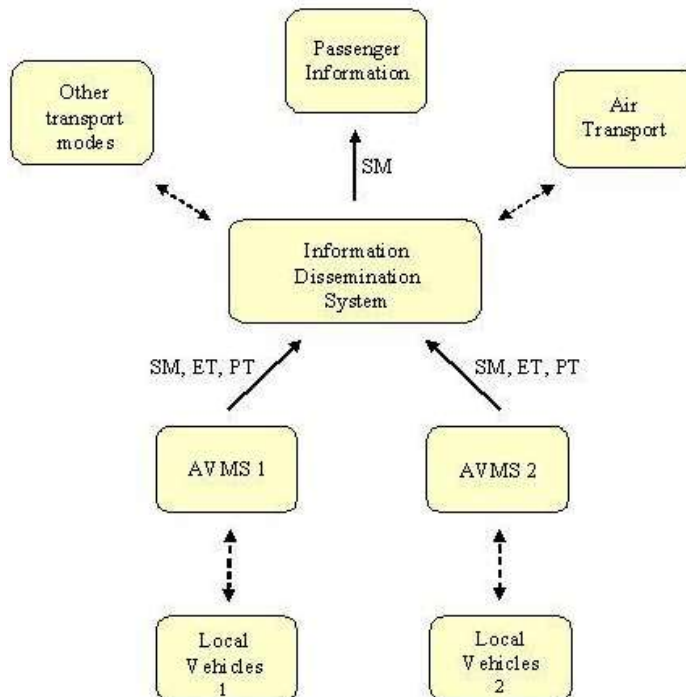 Passenger
Information
Other
transport
modes
Air
Transport
SM
Information
Dissemination
System
SM, ET, PT
SM, ET, PT
AVMS 1
AVMS 2
Local
Vehicles
1
Local
Vehicles
2